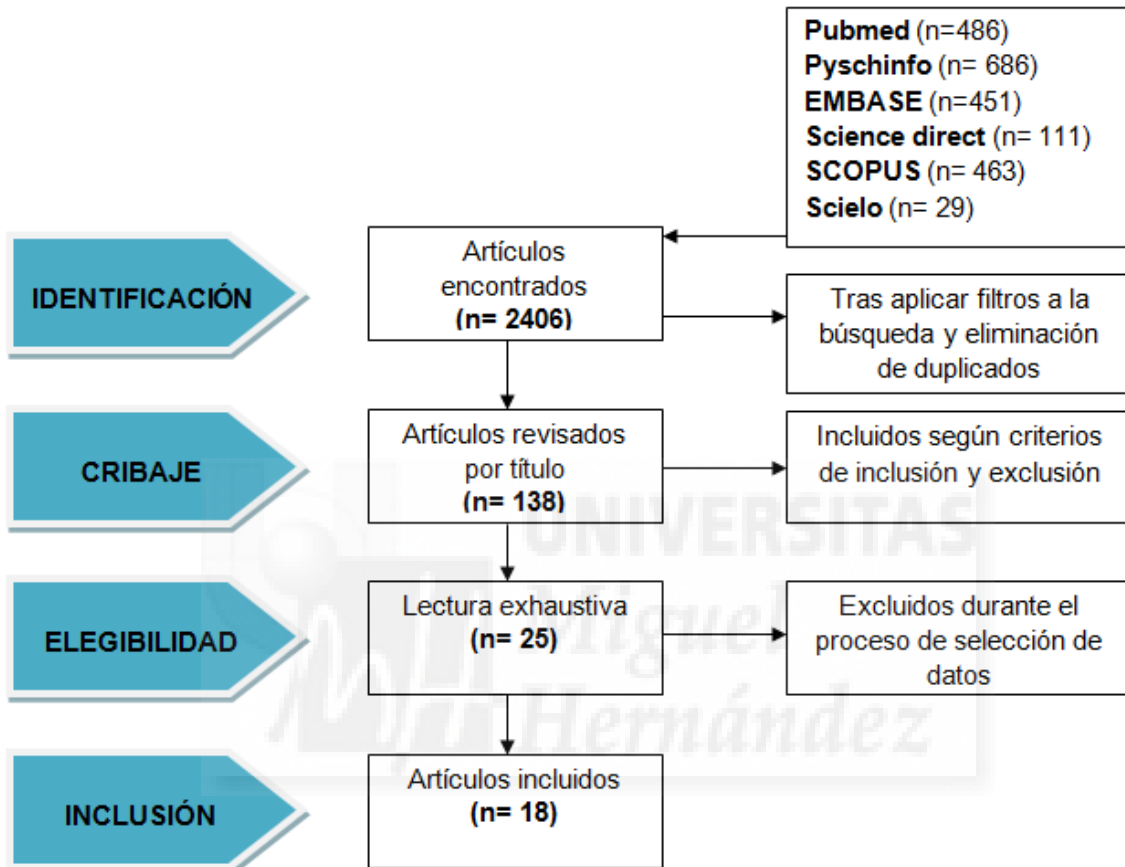 Pubmed (n=486)
Pyschinfo (n= 686)
EMBASE (n=451)
Science direct (n= 111)
SCOPUS (n= 463)
Scielo (n= 29)
IDENTIFICACIÓN
Artículos
encontrados
(n= 2406)
Tras aplicar filtros a la
búsqueda y eliminación
de duplicados
CRIBAJE
Artículos revisados
por título
(n= 138)
Incluidos según criterios
de inclusión y exclusión
UNIVERSITAS
Miguel
Hernández
ELEGIBILIDAD
Lectura exhaustiva
(n= 25)
Excluidos durante el
proceso de selección de
datos
INCLUSIÓN
Artículos incluidos
(n= 18)